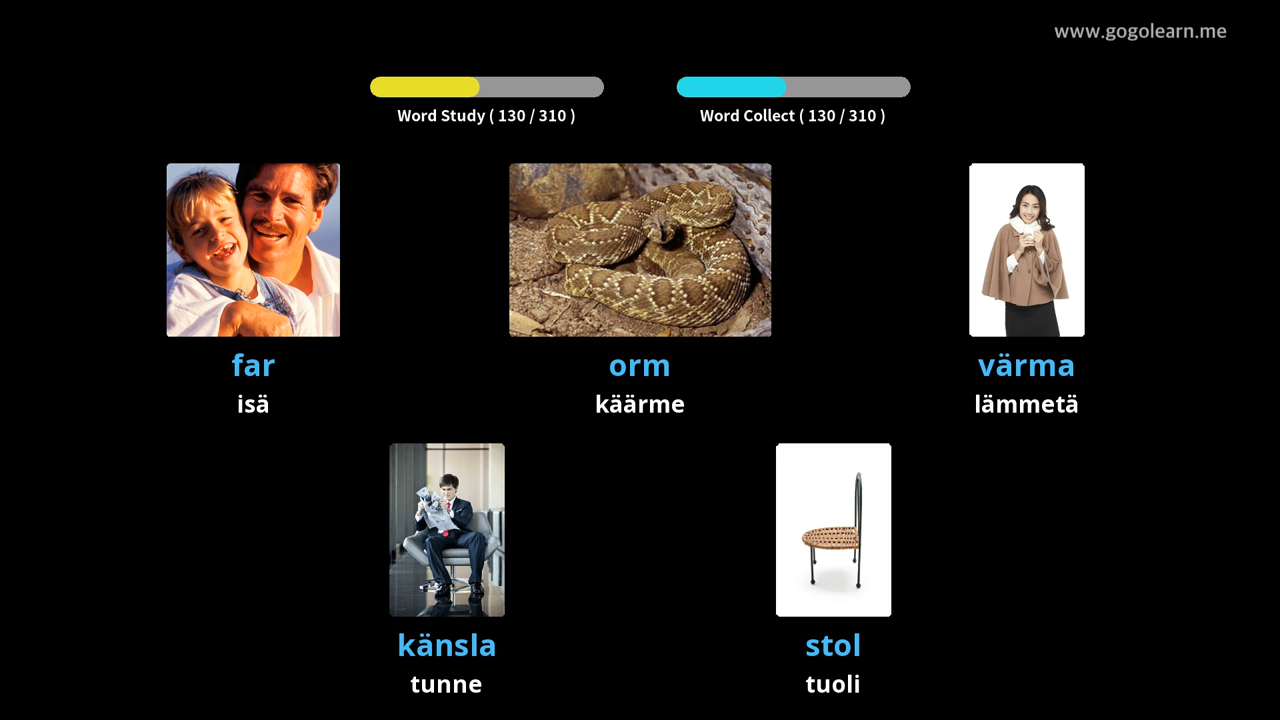 www.gogolearn.me
Word Study ( 130 / 310 )
Word Collect ( 130 / 310 )
far
isä
orm
käärme
värma
lämmetä
känsla
tunne
stol
tuoli